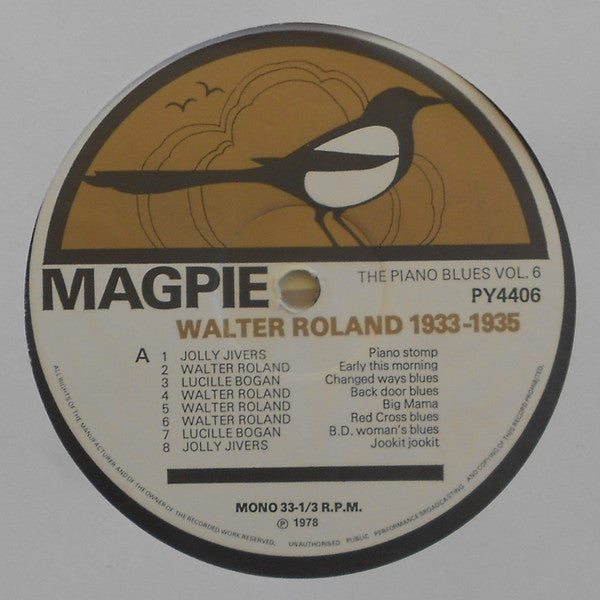 MAGPIE
THE PIANO BLUES VOL. 6
PY4406
WALTER ROLAND 1933-1935
A 1 JOLLY JIVERS Piano stomp
2 WALTER ROLAND Early this morning
3 LUCILLE BOGAN Changed ways blues
4 WALTER ROLAND Back door blues
5 WALTER ROLAND Big Mama
6 WALTER ROLAND Red Cross blues
7 LUCILLE BOGAN B.D. woman's blues
8 JOLLY JIVERS Jookit jookit
MONO 33-1/3 R.P.M.
℗ 1978
ALL RIGHTS OF THE MANUFACTURER AND OF THE OWNER OF THE RECORDED WORK RESERVED. UNAUTHORISED PUBLIC PERFORMANCE BROADCASTING AND COPYING OF THIS RECORD PROHIBITED.